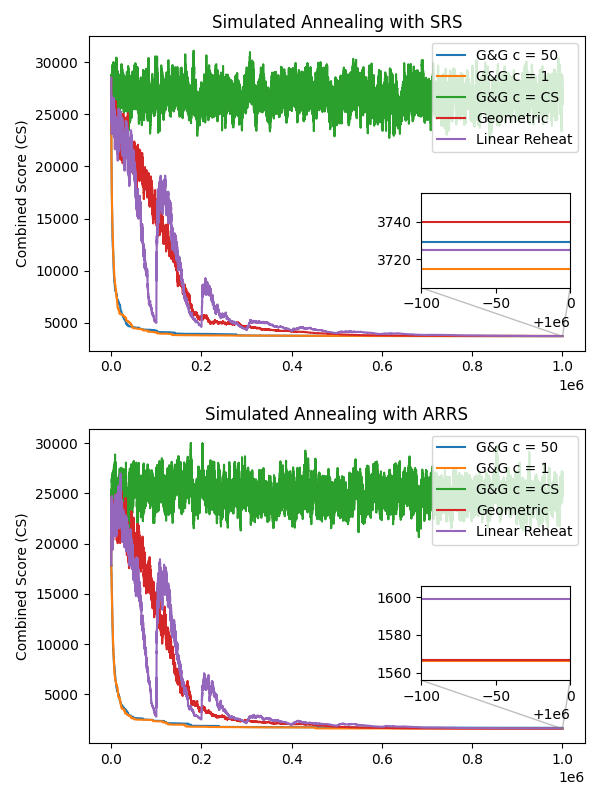 Simulated Annealing with SRS
Combined Score (CS)
30000
25000
20000
15000
10000
5000
G&G c = 50
G&G c = 1
G&G c = CS
Geometric
Linear Reheat
3740
3720
−100 −50 0
+1e6
0.0 0.2 0.4 0.6 0.8 1.0
1e6
Simulated Annealing with ARRS
Combined Score (CS)
30000
25000
20000
15000
10000
5000
G&G c = 50
G&G c = 1
G&G c = CS
Geometric
Linear Reheat
1600
1580
1560
−100 −50 0
+1e6
0.0 0.2 0.4 0.6 0.8 1.0
1e6